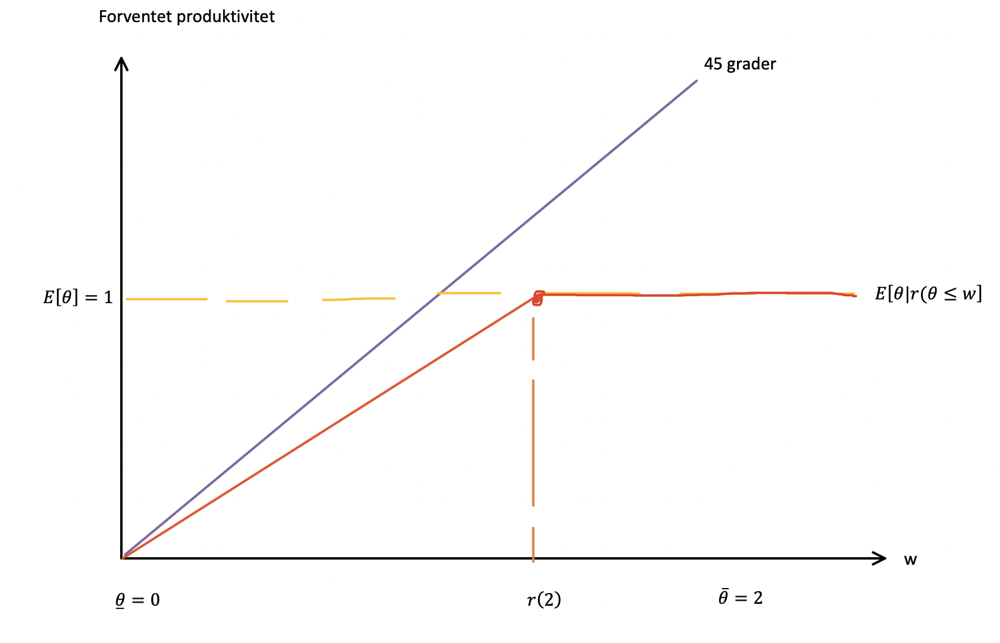 Forventet produktivitet
45 grader
E[θ] = 1
E[θ|r(θ ≤ w]
w
θ̲ = 0
r(2)
θ̄ = 2